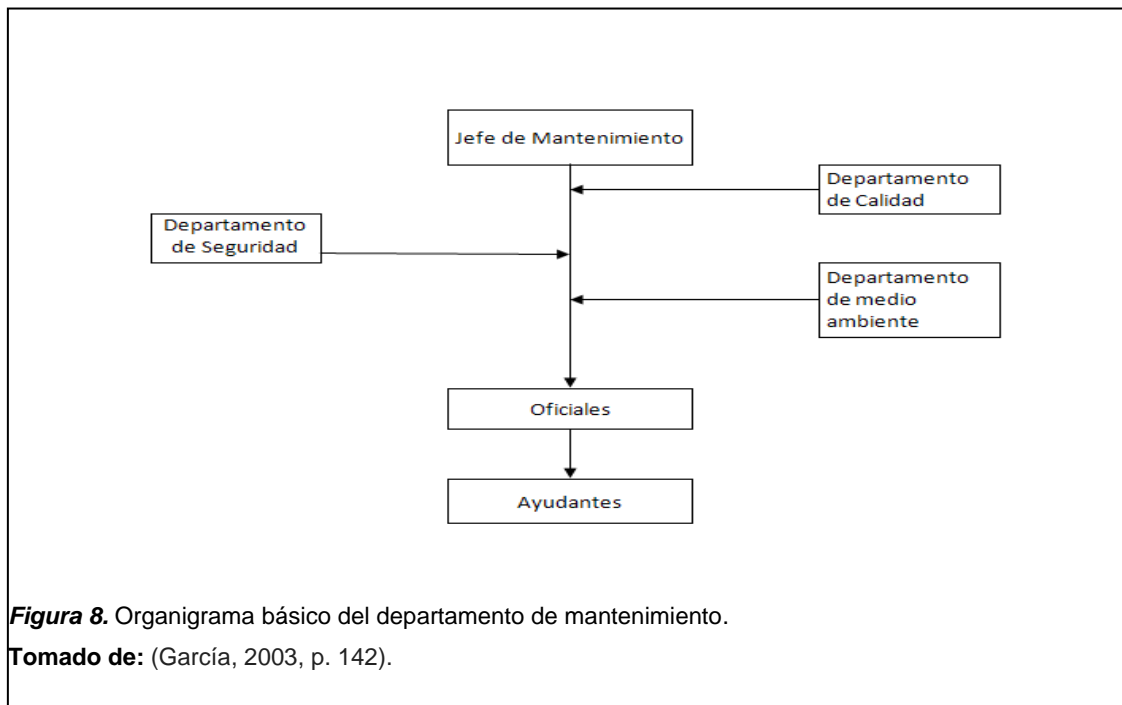 Jefe de Mantenimiento
Departamento
de Calidad
Departamento
de Seguridad
Departamento
de medio
ambiente
Oficiales
Ayudantes
Figura 8. Organigrama básico del departamento de mantenimiento.
Tomado de: (García, 2003, p. 142).